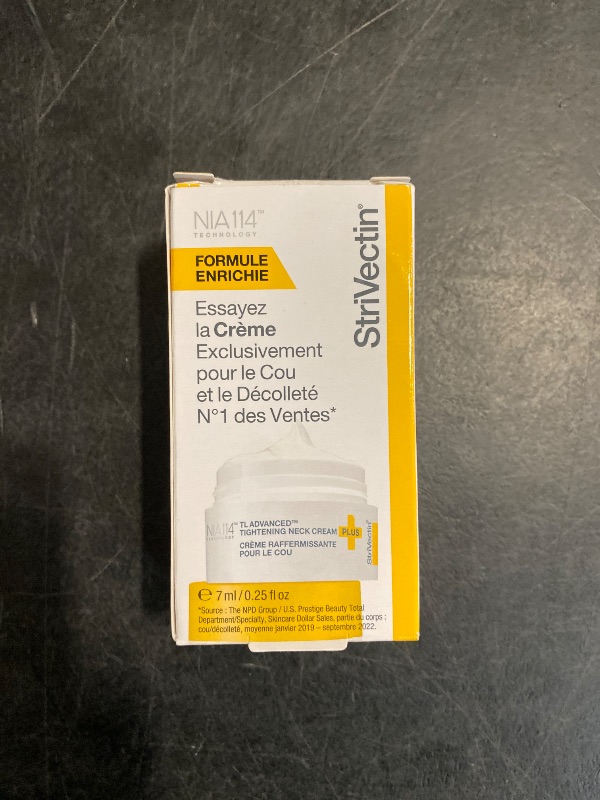 NIA114™
TECHNOLOGY
StriVectin®
FORMULE
ENRICHIE
Essayez
la Crème
Exclusivement
pour le Cou
et le Décolleté
N°1 des Ventes*
NIA114™
TECHNOLOGY
TL ADVANCED™
TIGHTENING NECK CREAM PLUS
CRÈME RAFFERMISSANTE
POUR LE COU
StriVectin®
℮ 7 ml / 0.25 fl oz
*Source : The NPD Group / U.S. Prestige Beauty Total
Department/Specialty, Skincare Dollar Sales, partie du corps :
cou/décolleté, moyenne janvier 2019 – septembre 2022.